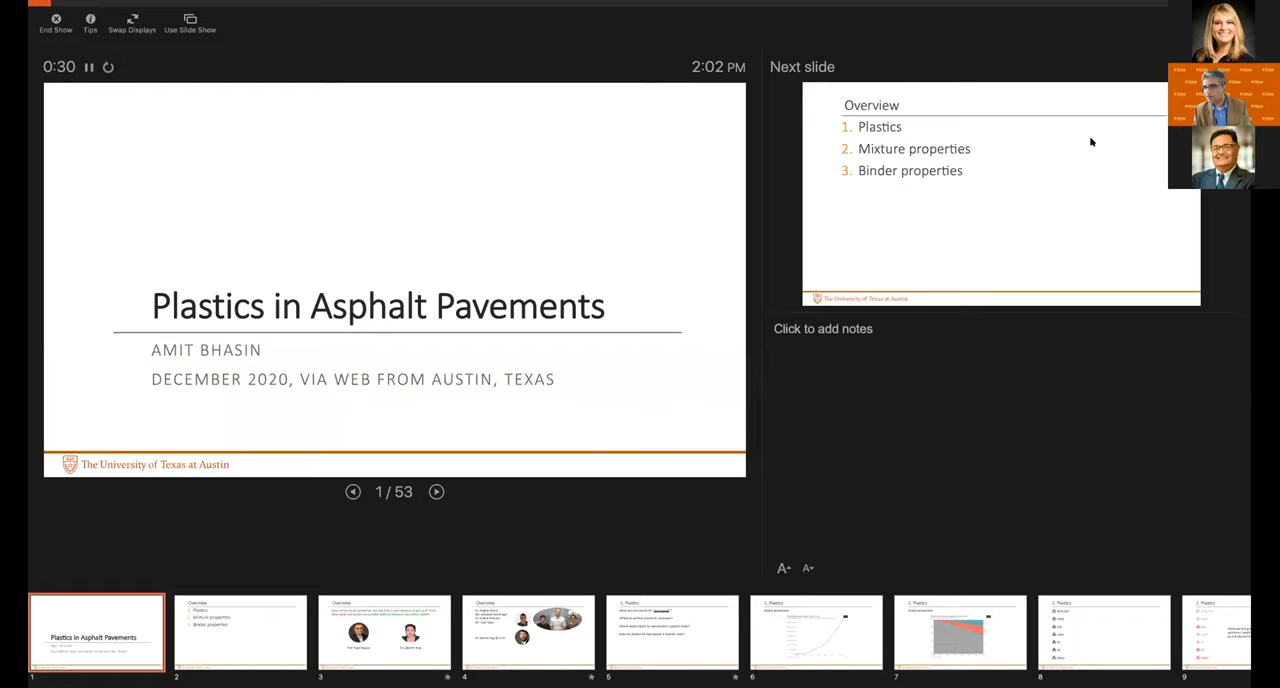 End Show
Tips
Swap Displays
Use Slide Show
0:30
2:02 PM
Next slide
Plastics in Asphalt Pavements
AMIT BHASIN
DECEMBER 2020, VIA WEB FROM AUSTIN, TEXAS
The University of Texas at Austin
1 / 53
Overview
1. Plastics
2. Mixture properties
3. Binder properties
The University of Texas at Austin
Click to add notes
A
A
Plastics in Asphalt Pavements
AMIT BHASIN
1
Overview
Plastics
Mixture properties
Binder properties
2
Overview
3
Overview
4
1. Plastics
5
1. Plastics
6
1. Plastics
7
1. Plastics
8
1. Plastics
9